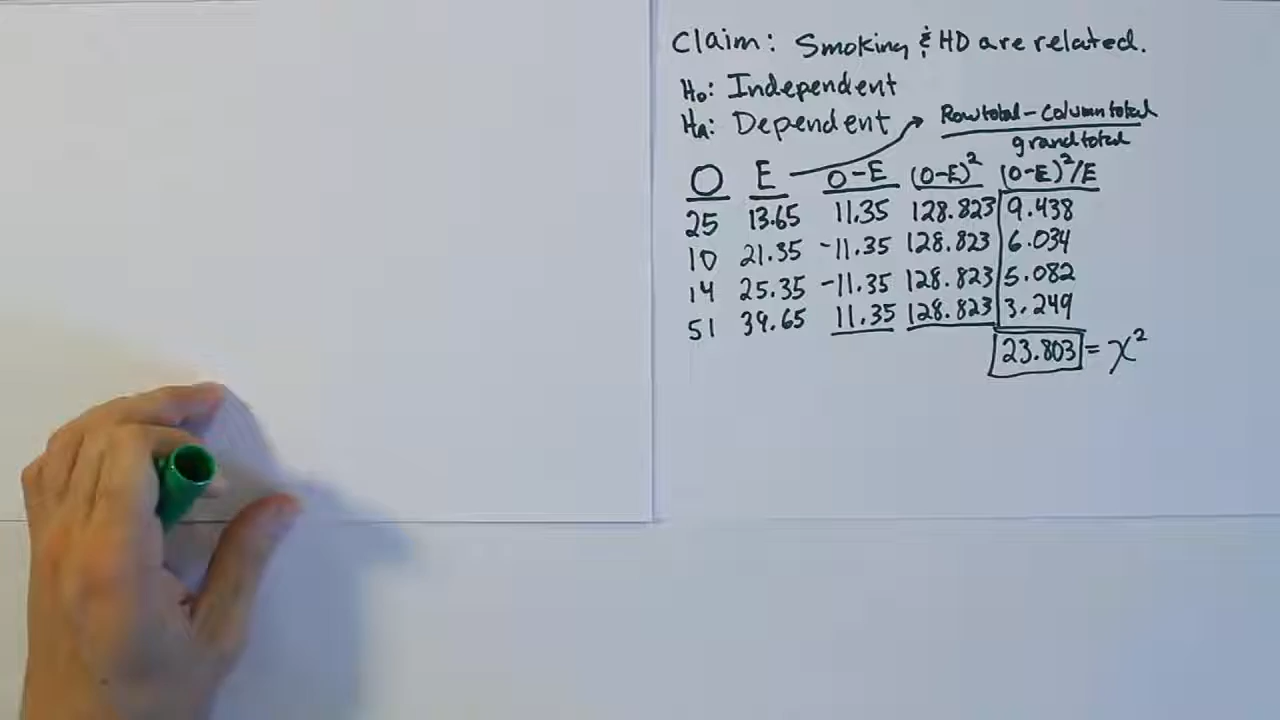 Claim: Smoking & HD are related.
H₀: Independent
Hₐ: Dependent
Row total - Column total
grand total
O E O-E (O-E)² (O-E)²/E
25 13.65 11.35 128.823 9.438
10 21.35 -11.35 128.823 6.034
14 25.35 -11.35 128.823 5.082
51 39.65 11.35 128.823 3.249
23.803 = χ²